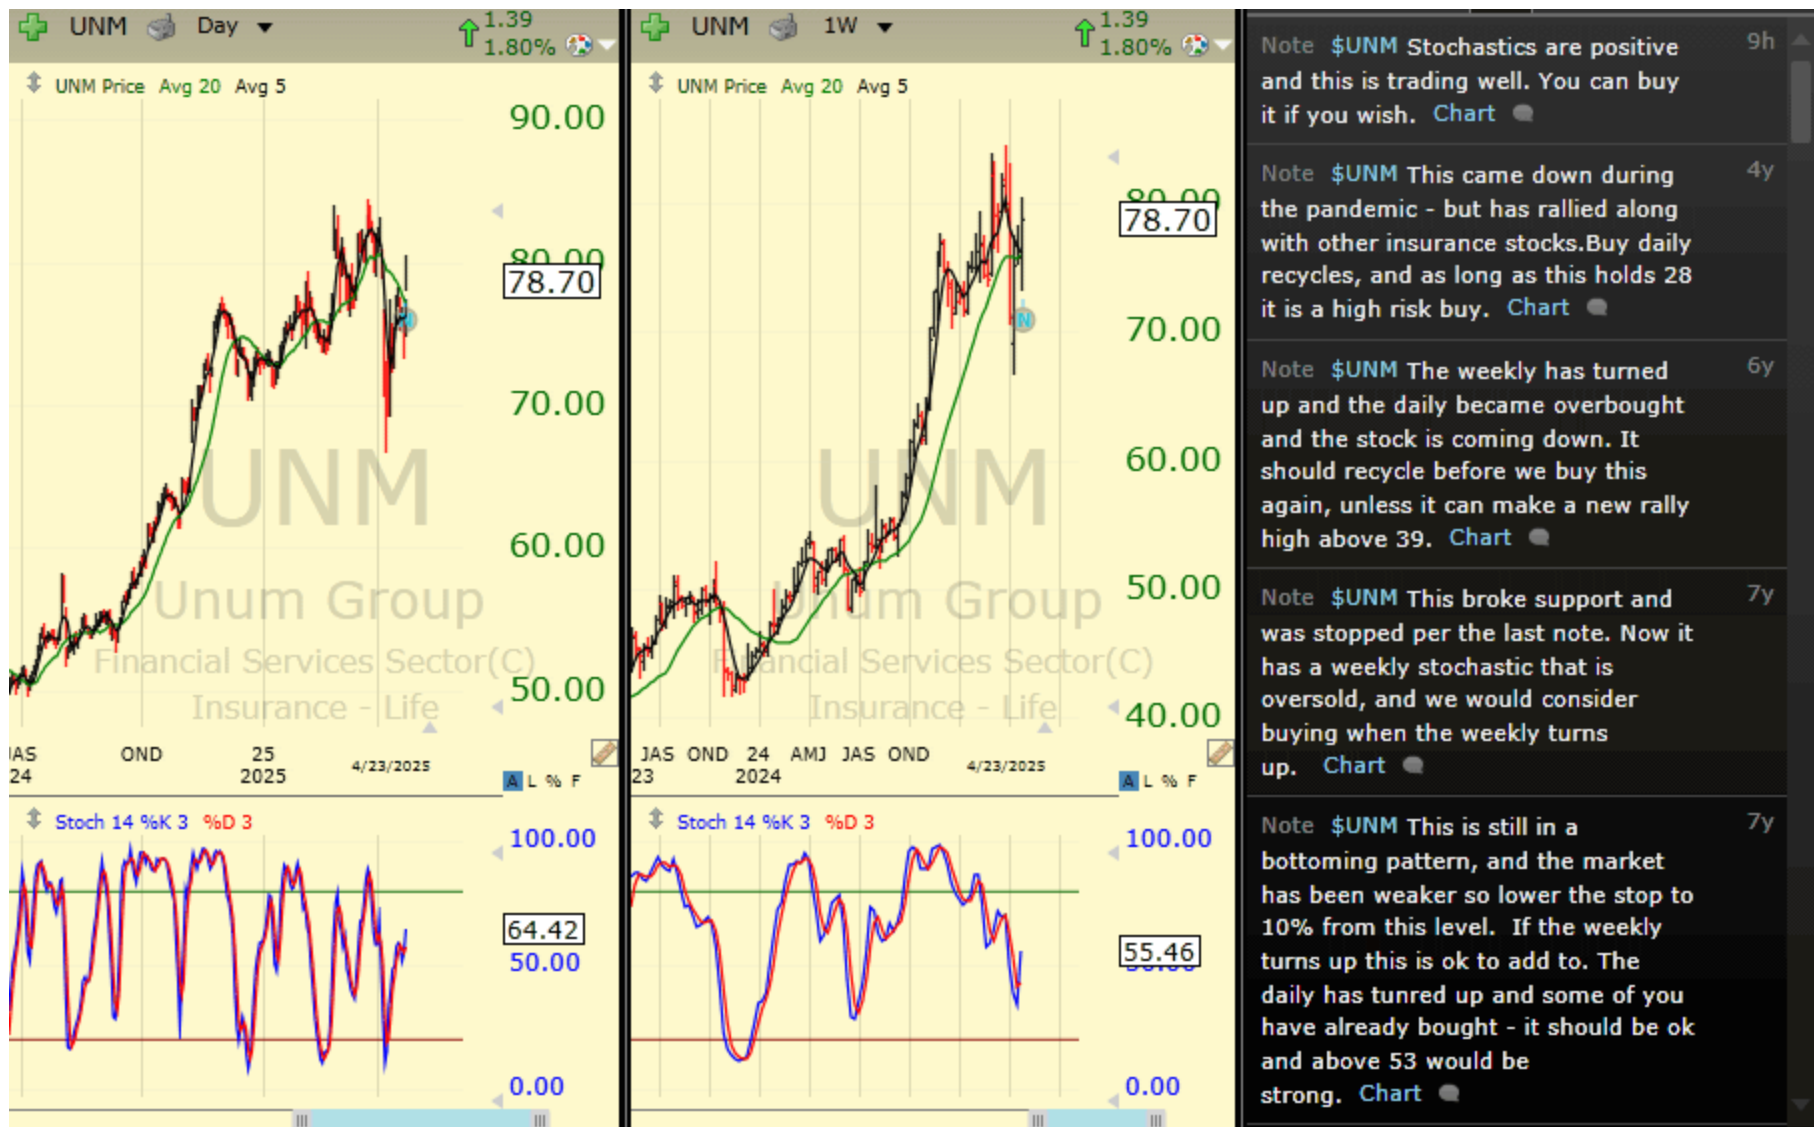 UNM Day 1.39
1.80%
UNM Price Avg 20 Avg 5
90.00
80.00
78.70
N
70.00
60.00
50.00
UNM
Unum Group
Financial Services Sector(C)
Insurance - Life
JAS OND 25 4/23/2025
24 2025
A L % F
Stoch 14 %K 3 %D 3
100.00
64.42
50.00
0.00
UNM 1W 1.39
1.80%
UNM Price Avg 20 Avg 5
80.00
78.70
N
70.00
60.00
50.00
40.00
UNM
Unum Group
Financial Services Sector(C)
Insurance - Life
JAS OND 24 AMJ JAS OND 4/23/2025
23 2024
A L % F
Stoch 14 %K 3 %D 3
100.00
55.46
50.00
0.00
Note $UNM Stochastics are positive 9h
and this is trading well. You can buy
it if you wish. Chart
Note $UNM This came down during 4y
the pandemic - but has rallied along
with other insurance stocks.Buy daily
recycles, and as long as this holds 28
it is a high risk buy. Chart
Note $UNM The weekly has turned 6y
up and the daily became overbought
and the stock is coming down. It
should recycle before we buy this
again, unless it can make a new rally
high above 39. Chart
Note $UNM This broke support and 7y
was stopped per the last note. Now it
has a weekly stochastic that is
oversold, and we would consider
buying when the weekly turns
up. Chart
Note $UNM This is still in a 7y
bottoming pattern, and the market
has been weaker so lower the stop to
10% from this level. If the weekly
turns up this is ok to add to. The
daily has tunred up and some of you
have already bought - it should be ok
and above 53 would be
strong. Chart